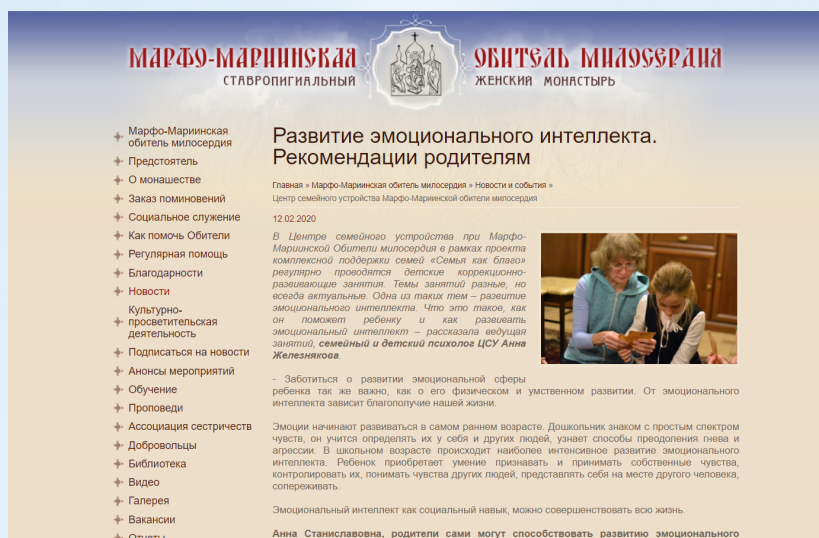 МАРФО-МАРИИНСКАЯ
СТАВРОПИГИАЛЬНЫЙ
ОБИТЕЛЬ МИЛОСЕРДИЯ
ЖЕНСКИЙ МОНАСТЫРЬ
Марфо-Мариинская
обитель милосердия
Предстоятель
О монашестве
Заказ поминовений
Социальное служение
Как помочь Обители
Регулярная помощь
Благодарности
Новости
Культурно-
просветительская
деятельность
Подписаться на новости
Анонсы мероприятий
Обучение
Проповеди
Ассоциация сестричеств
Добровольцы
Библиотека
Видео
Галерея
Вакансии
Отчеты
Развитие эмоционального интеллекта.
Рекомендации родителям
Главная » Марфо-Мариинская обитель милосердия » Новости и события »
Центр семейного устройства Марфо-Мариинской обители милосердия
12.02.2020
В Центре семейного устройства при Марфо-
Мариинской Обители милосердия в рамках проекта
комплексной поддержки семей «Семья как благо»
регулярно проводятся детские коррекционно-
развивающие занятия. Темы занятий разные, но
всегда актуальные. Одна из таких тем – развитие
эмоционального интеллекта. Что это такое, как
он поможет ребенку и как развивать
эмоциональный интеллект – рассказала ведущая
занятий, семейный и детский психолог ЦСУ Анна
Железнякова.
- Заботиться о развитии эмоциональной сферы
ребенка так же важно, как о его физическом и умственном развитии. От эмоционального
интеллекта зависит благополучие нашей жизни.
Эмоции начинают развиваться в самом раннем возрасте. Дошкольник знаком с простым спектром
чувств, он учится определять их у себя и других людей, узнает способы преодоления гнева и
агрессии. В школьном возрасте происходит наиболее интенсивное развитие эмоционального
интеллекта. Ребенок приобретает умение признавать и принимать собственные чувства,
контролировать их, понимать чувства других людей, представлять себя на месте другого человека,
сопереживать.
Эмоциональный интеллект как социальный навык, можно совершенствовать всю жизнь.
Анна Станиславовна, родители сами могут способствовать развитию эмоционального